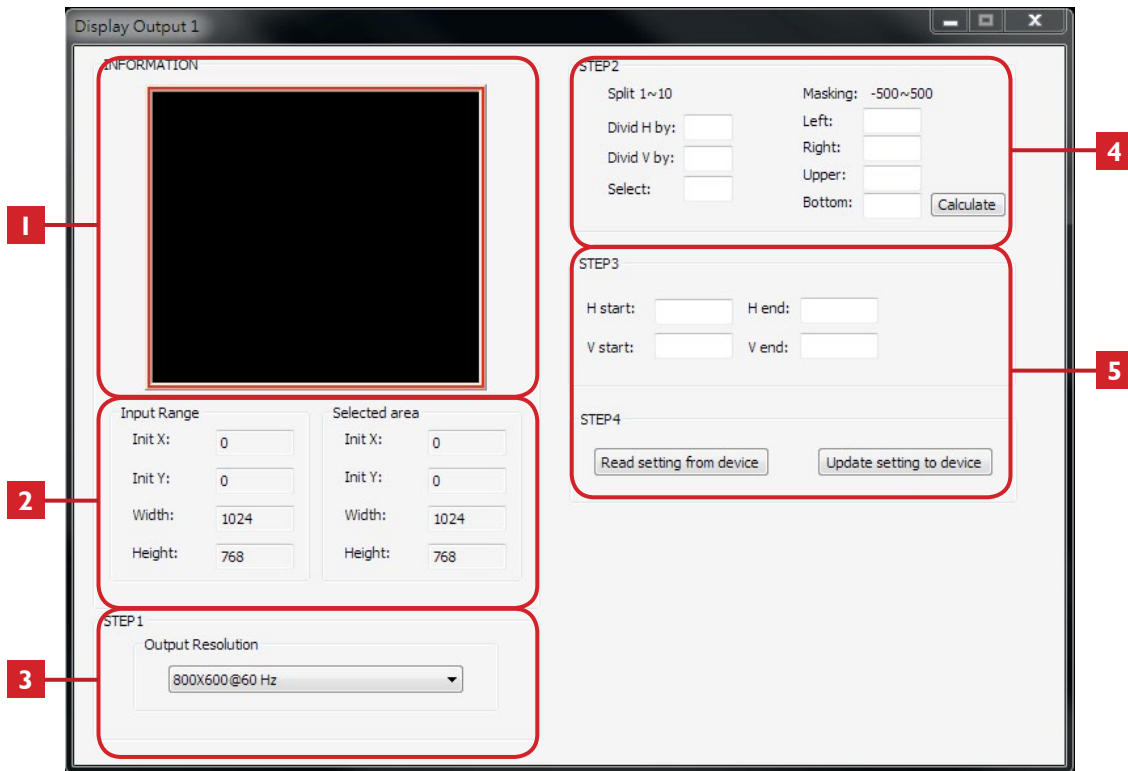 Display Output 1
INFORMATION
1
Input Range
Init X: 0
Init Y: 0
Width: 1024
Height: 768
Selected area
Init X: 0
Init Y: 0
Width: 1024
Height: 768
2
STEP1
Output Resolution
800X600@60 Hz
3
STEP2
Split 1~10
Divid H by:
Divid V by:
Select:
Masking: -500~500
Left:
Right:
Upper:
Bottom:
Calculate
4
STEP3
H start:
H end:
V start:
V end:
STEP4
Read setting from device
Update setting to device
5